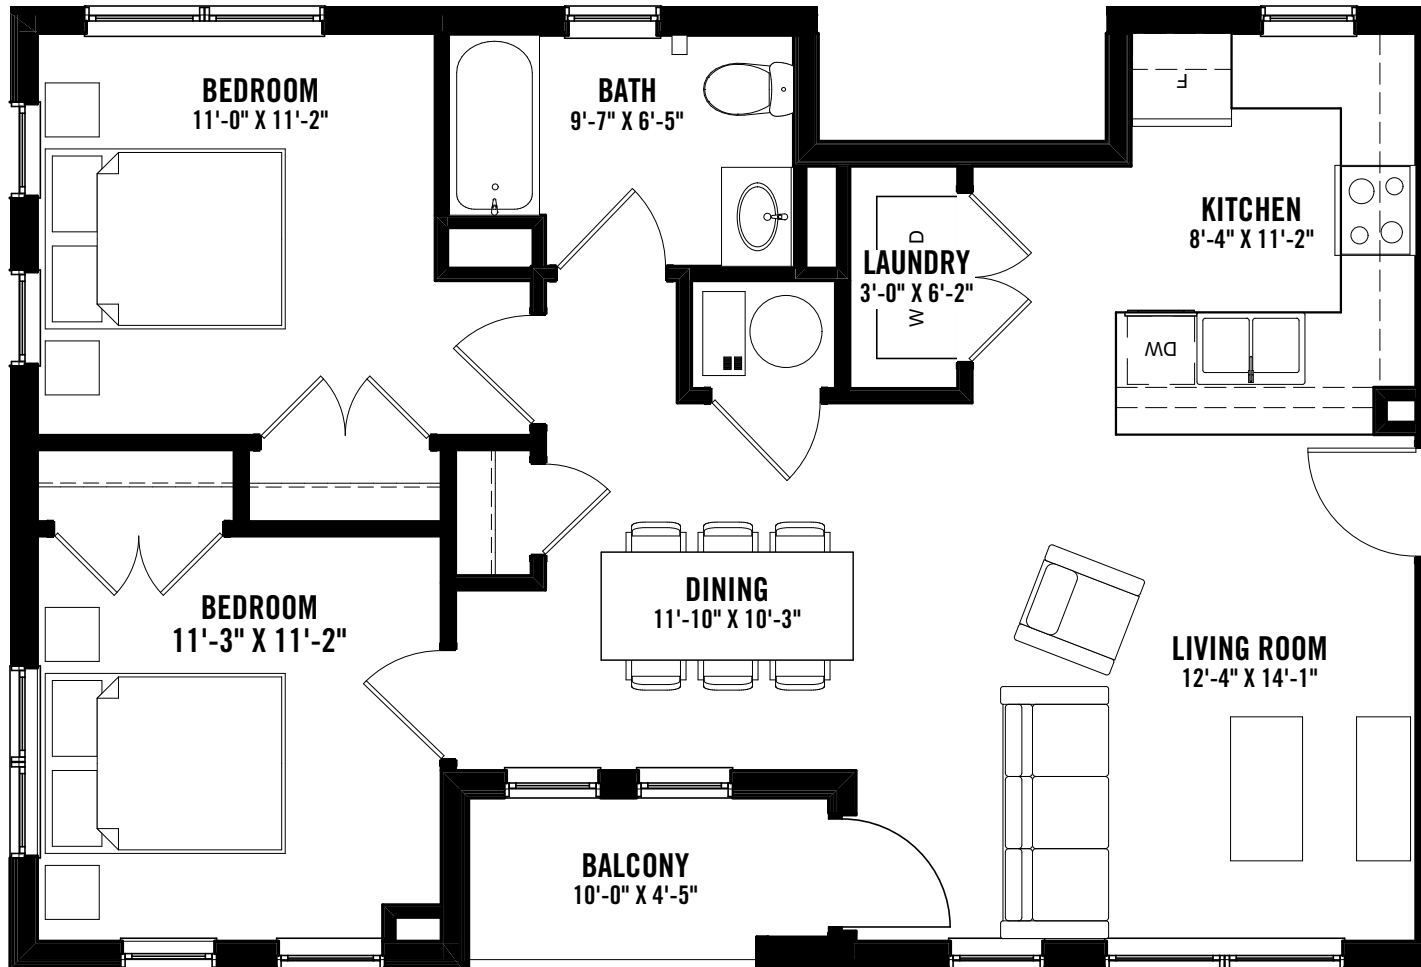 BEDROOM
11'-0" X 11'-2"
BATH
9'-7" X 6'-5"
F
KITCHEN
8'-4" X 11'-2"
D
LAUNDRY
3'-0" X 6'-2"
W
DW
BEDROOM
11'-3" X 11'-2"
DINING
11'-10" X 10'-3"
LIVING ROOM
12'-4" X 14'-1"
BALCONY
10'-0" X 4'-5"